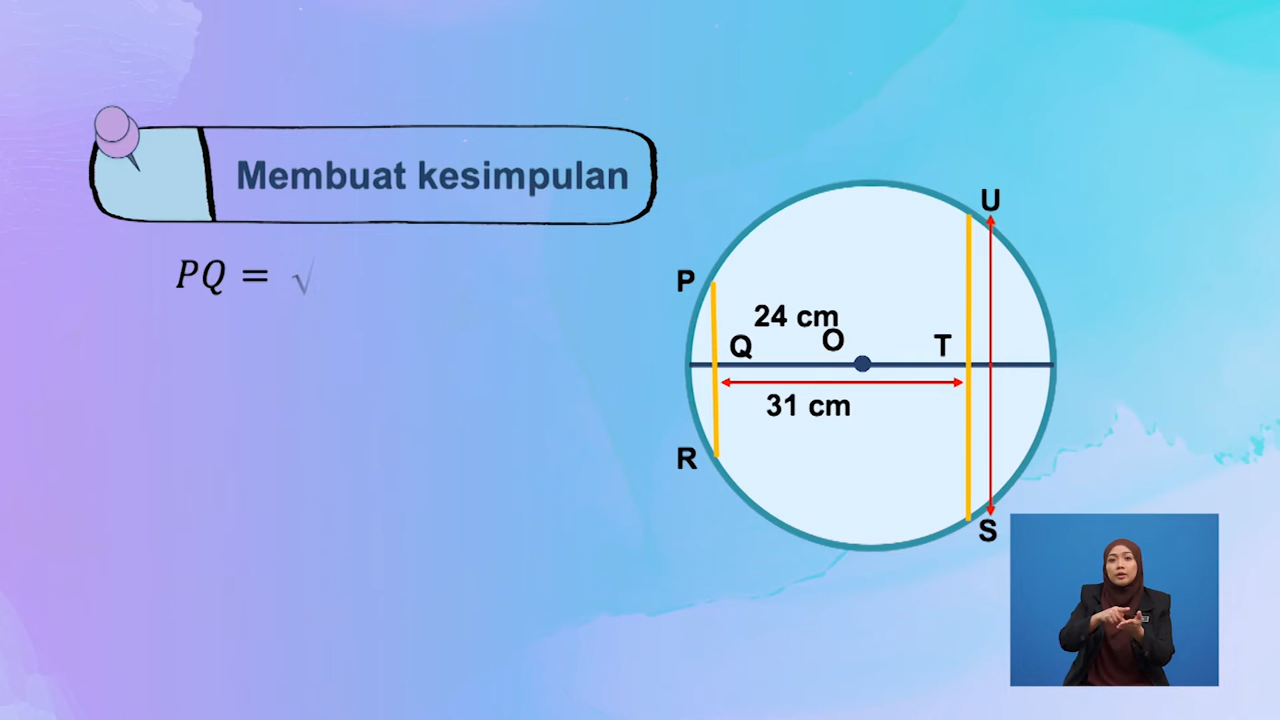 Membuat kesimpulan
PQ = √
U
P
24 cm
Q
O
T
31 cm
R
S